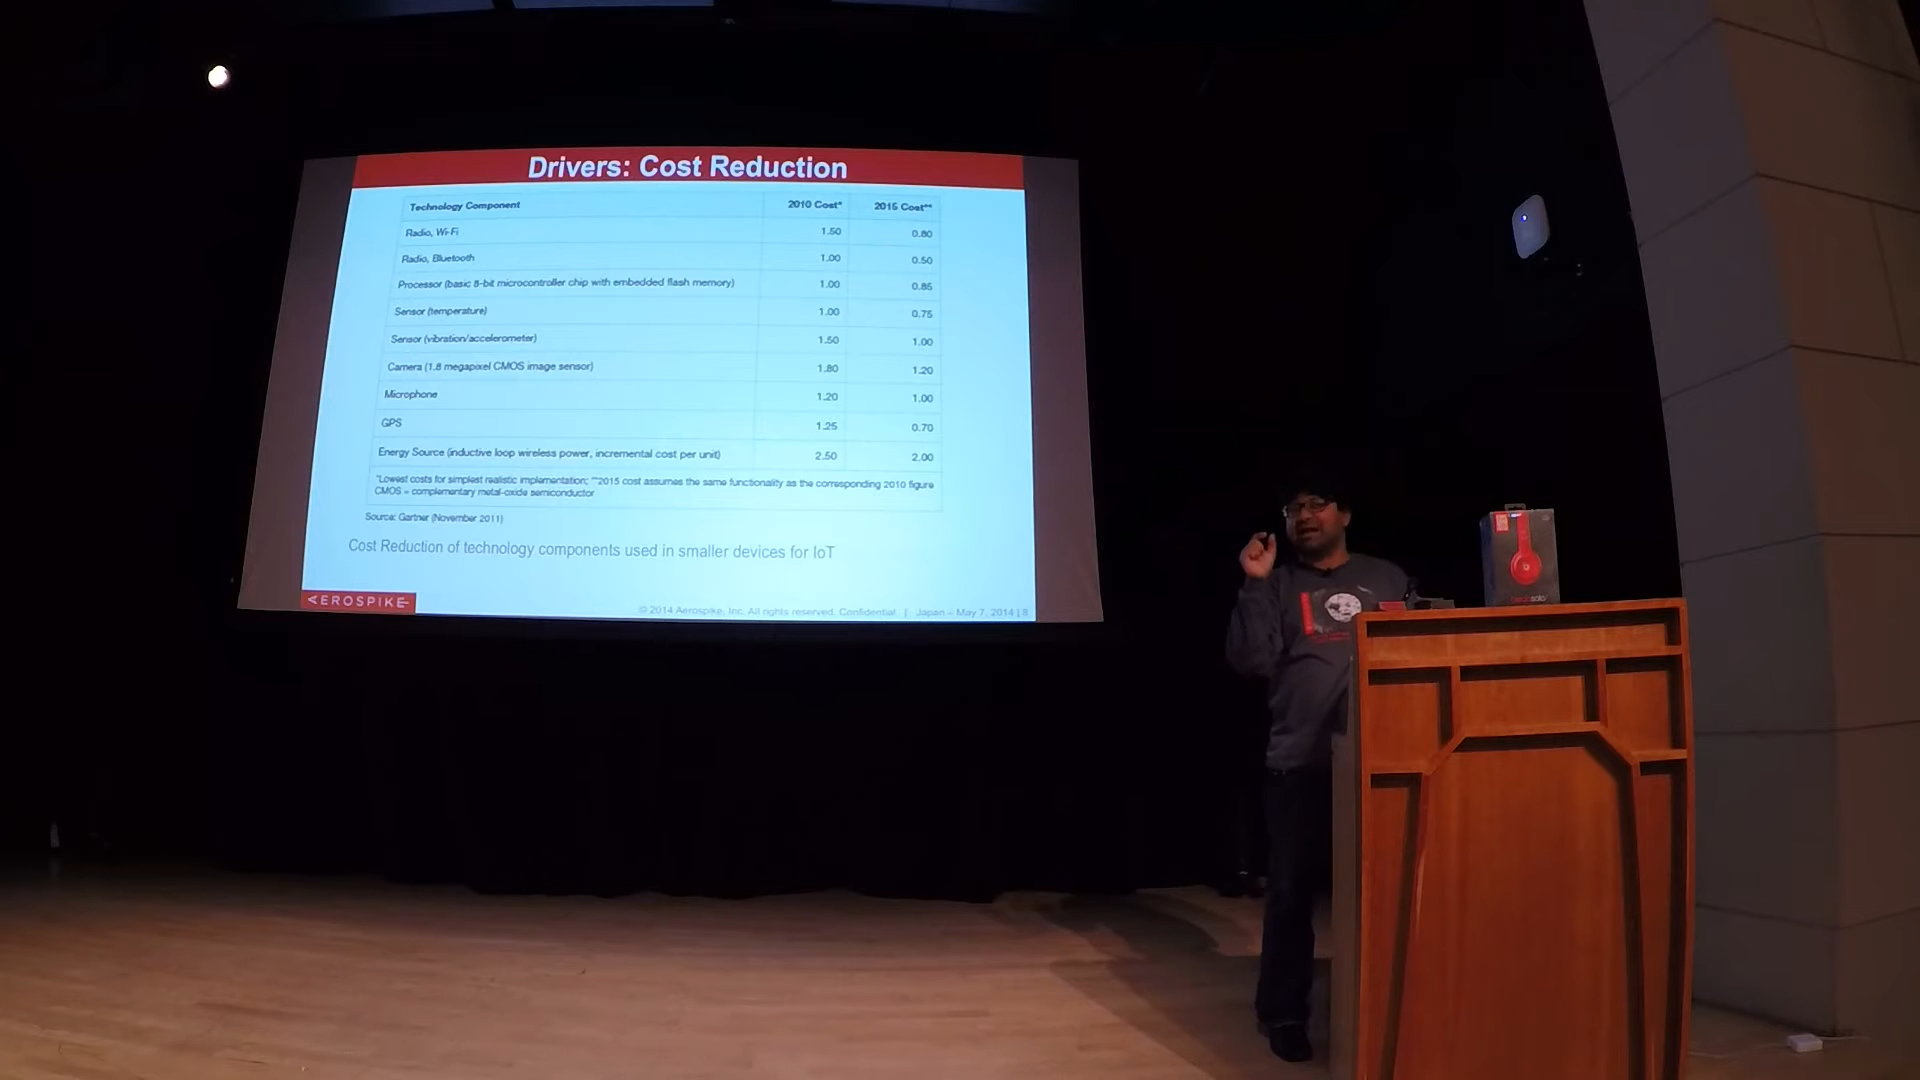 Drivers: Cost Reduction
Technology Component 2010 Cost* 2015 Cost**
Radio, Wi-Fi 1.50 0.80
Radio, Bluetooth 1.00 0.50
Processor (basic 8-bit microcontroller chip with embedded flash memory) 1.00 0.85
Sensor (temperature) 1.00 0.75
Sensor (vibration/accelerometer) 1.50 1.00
Camera (1.8 megapixel CMOS image sensor) 1.80 1.20
Microphone 1.20 1.00
GPS 1.25 0.70
Energy Source (inductive loop wireless power, incremental cost per unit) 2.50 2.00
*Lowest costs for simplest realistic implementation; **2015 cost assumes the same functionality as the corresponding 2010 figure
CMOS = complementary metal-oxide semiconductor
Source: Gartner (November 2011)
Cost Reduction of technology components used in smaller devices for IoT
AEROSPIKE
© 2014 Aerospike, Inc. All rights reserved. Confidential. | Japan – May 7, 2014 | 8